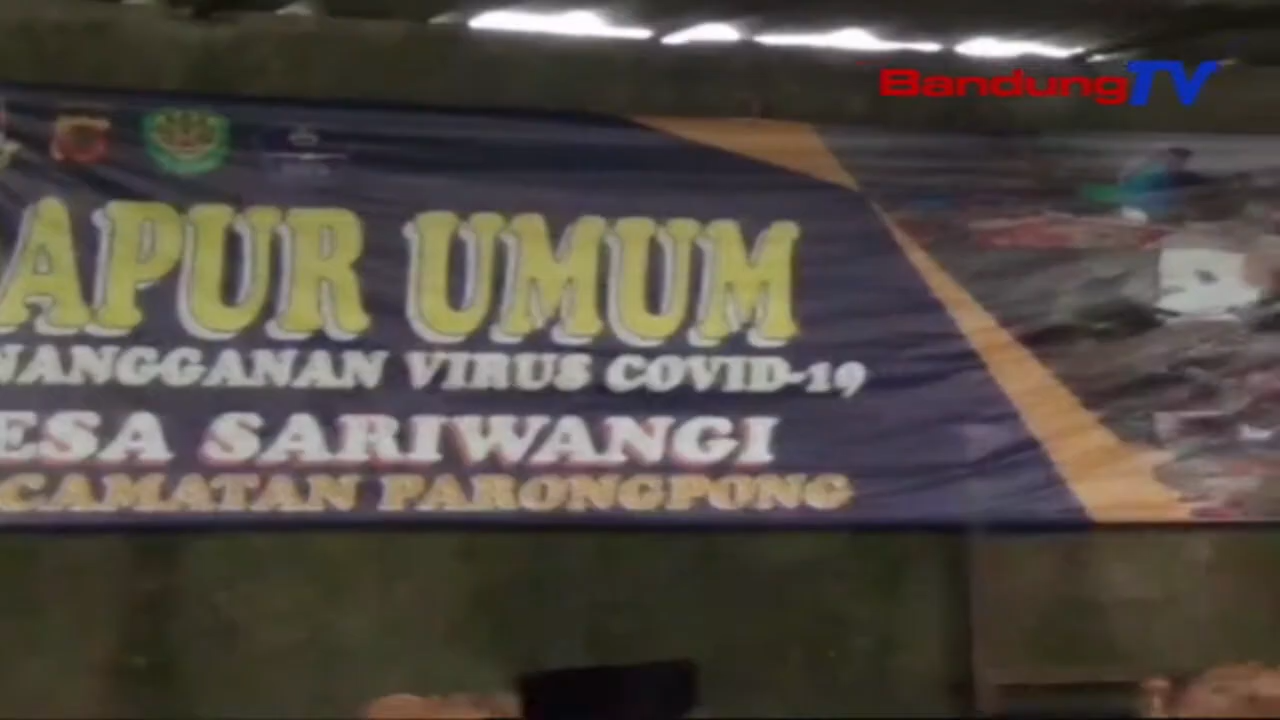 BandungTV
APUR UMUM
NANGGANAN VIRUS COVID-19
ESA SARIWANGI
CAMATAN PARONGPONG